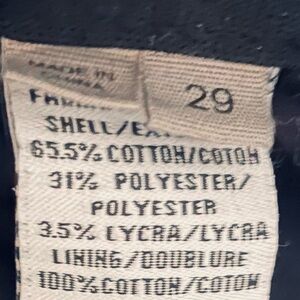 MADE IN
CHINA
29
SHELL/
65.5% COTTON/COTON
31% POLYESTER/
POLYESTER
3.5% LYCRA/LYCRA
LINING/DOUBLURE
100% COTTON/COTON